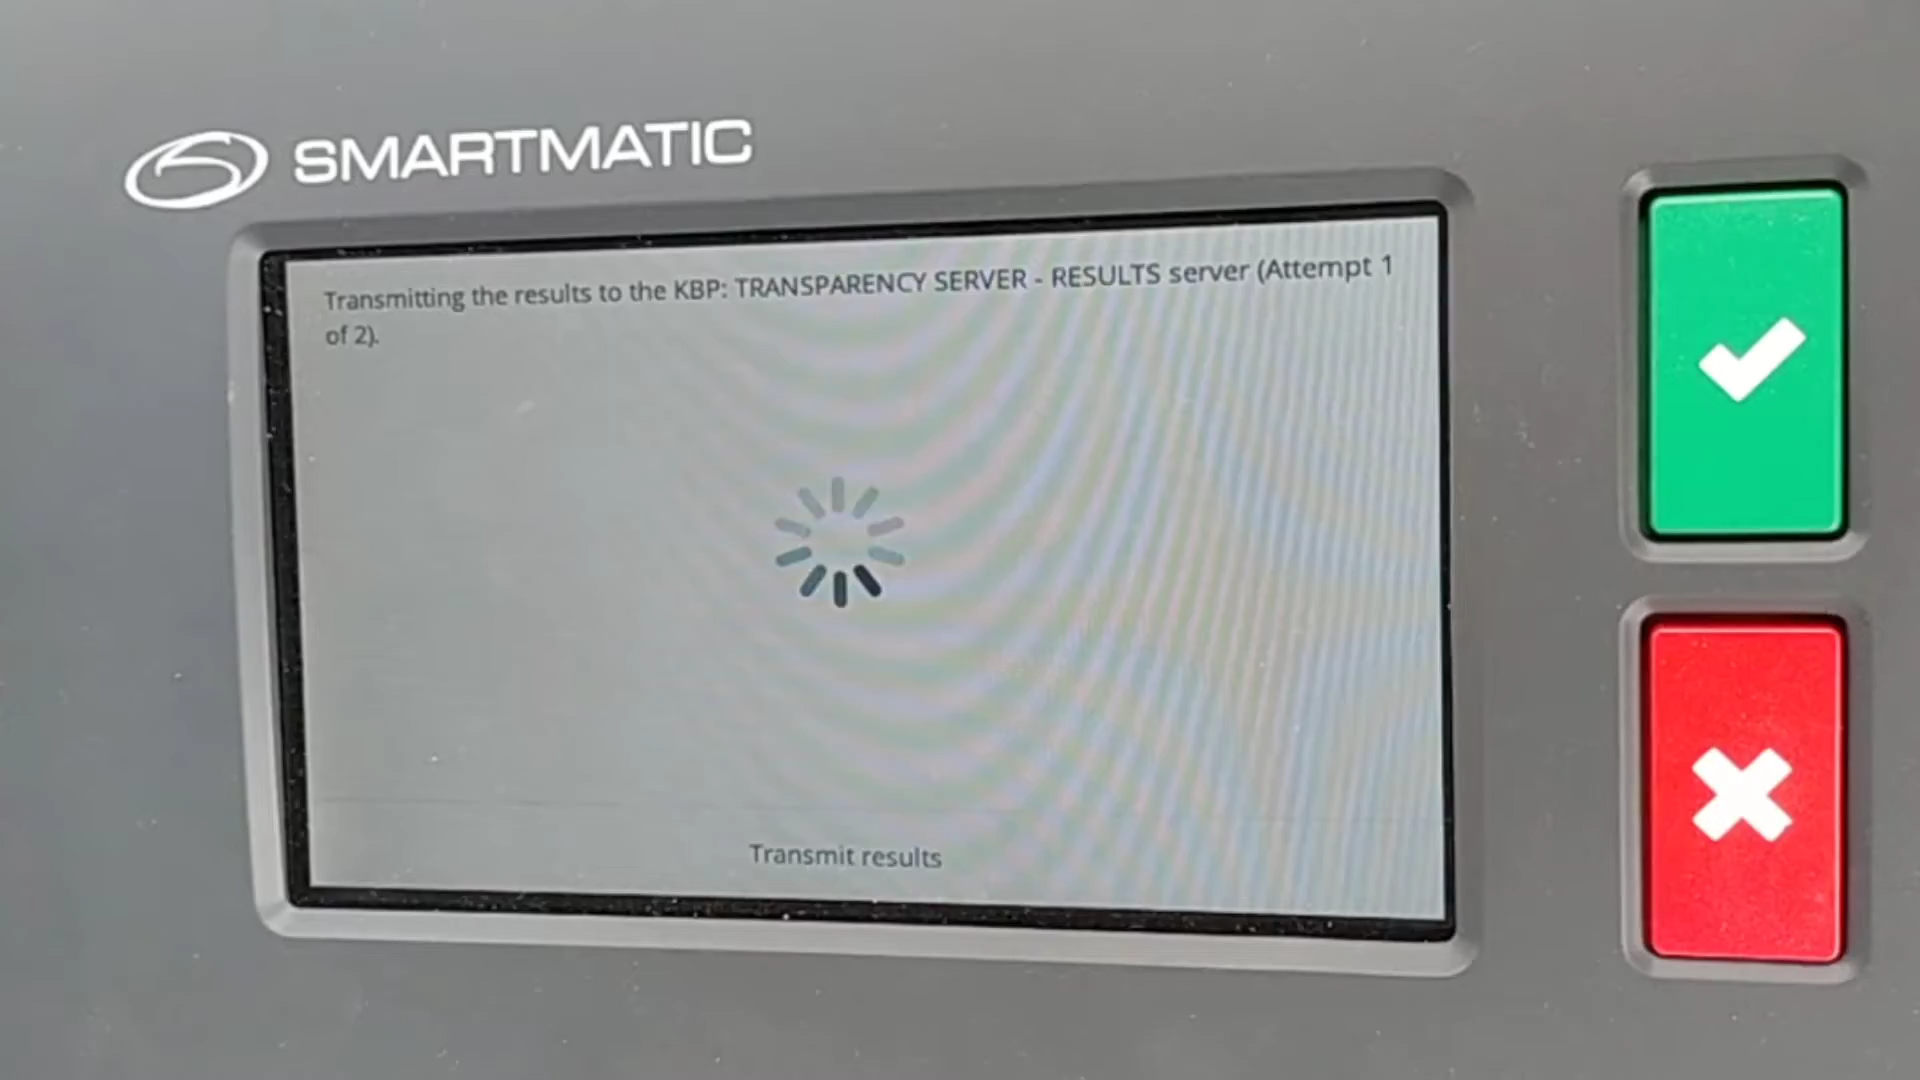 SMARTMATIC
Transmitting the results to the KBP: TRANSPARENCY SERVER - RESULTS server (Attempt 1
of 2).
Transmit results